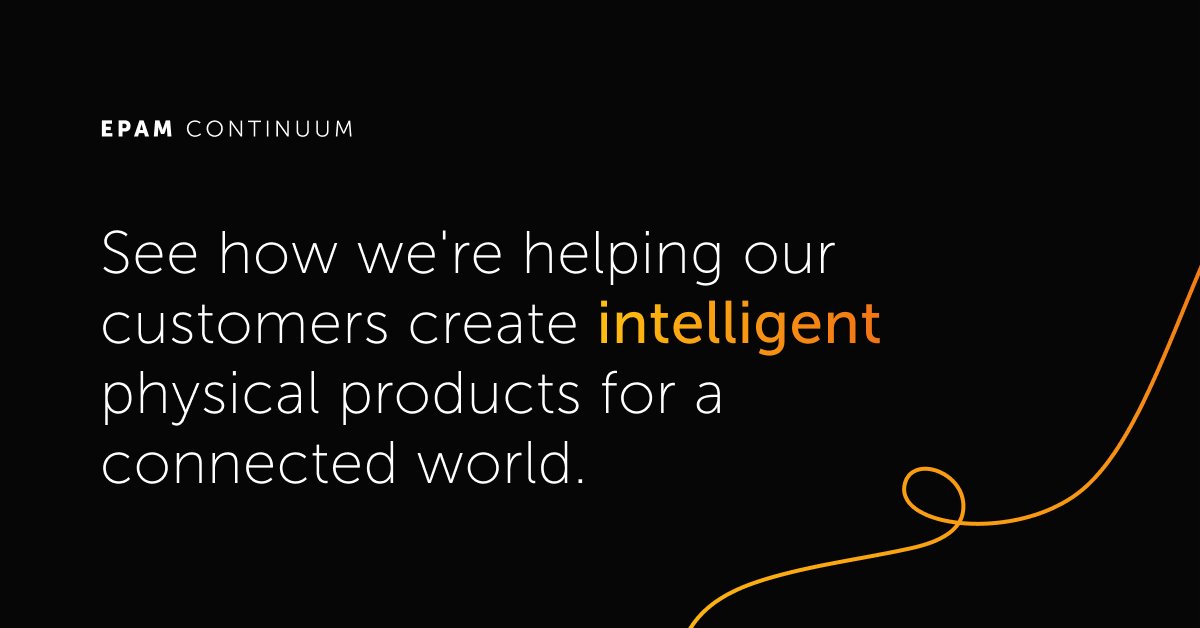 EPAM CONTINUUM
See how we're helping our
customers create intelligent
physical products for a
connected world.